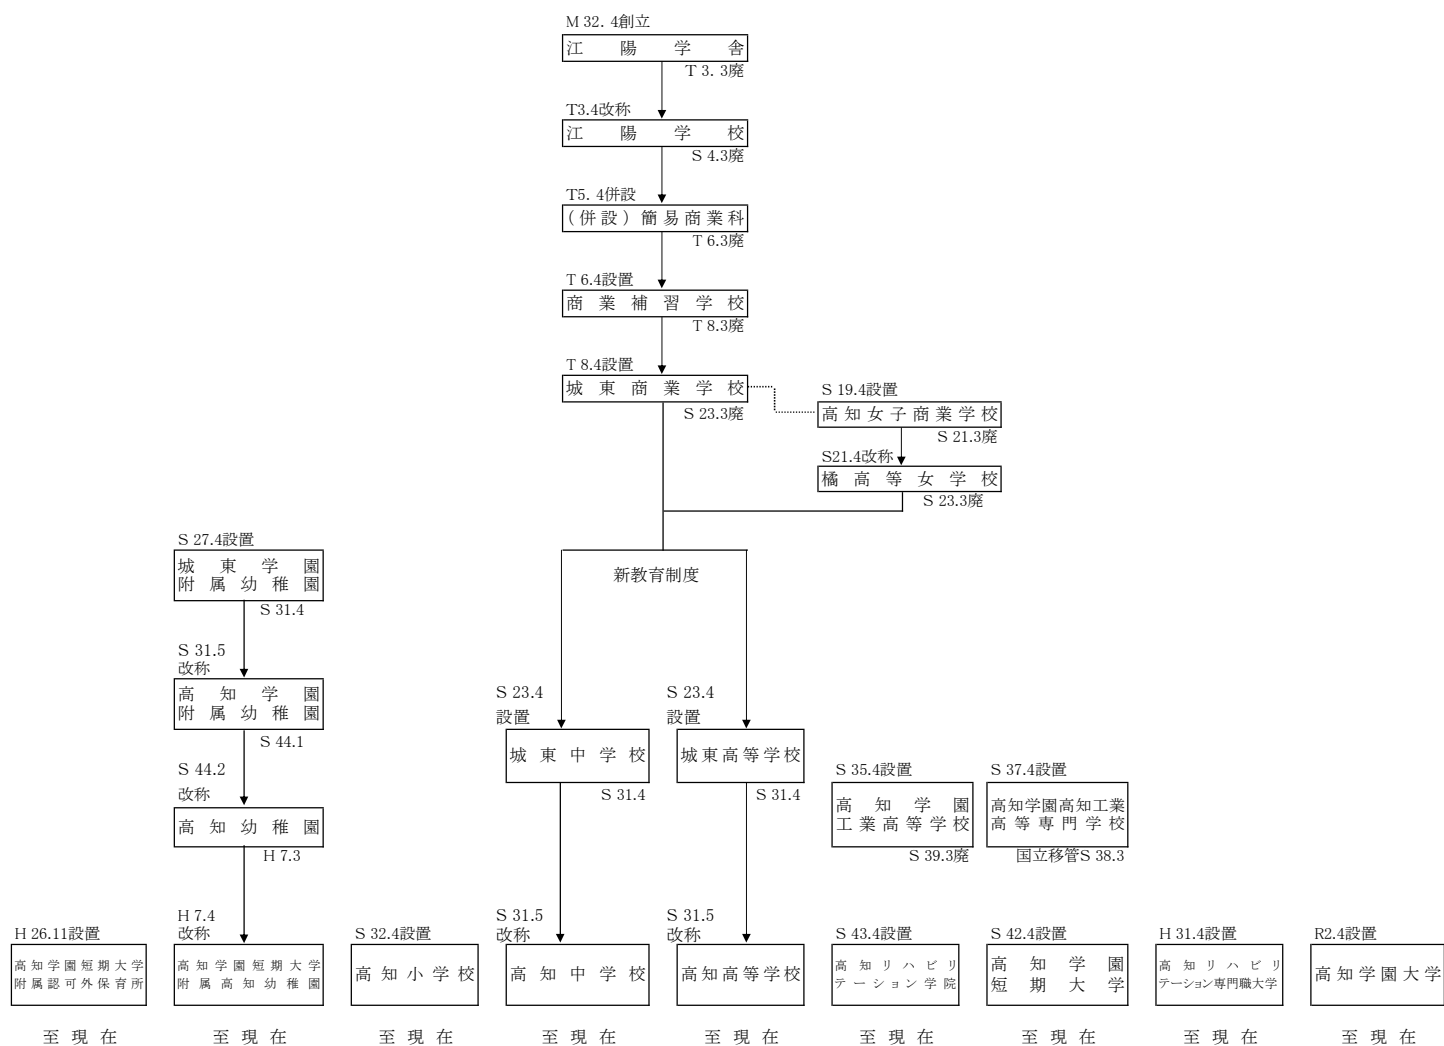 M 32. 4創立
江陽学舎
T 3. 3廃
T3.4改称
江陽学校
S 4.3廃
T5. 4併設
(併設)簡易商業科
T 6.3廃
T 6.4設置
商業補習学校
T 8.3廃
T 8.4設置
城東商業学校
S 23.3廃
S 19.4設置
高知女子商業学校
S 21.3廃
S21.4改称
橘高等女学校
S 23.3廃
新教育制度
S 27.4設置
城東学園
附属幼稚園
S 31.4
S 31.5
改称
高知学園
附属幼稚園
S 44.1
S 44.2
改称
高知幼稚園
H 7.3
S 23.4
設置
城東中学校
S 31.4
S 23.4
設置
城東高等学校
S 31.4
S 35.4設置
高知学園
工業高等学校
S 39.3廃
S 37.4設置
高知学園高知工業
高等専門学校
国立移管S 38.3
H 26.11設置
高知学園短期大学
附属認可外保育所
至現在
H 7.4
改称
高知学園短期大学
附属高知幼稚園
至現在
S 32.4設置
高知小学校
至現在
S 31.5
改称
高知中学校
至現在
S 31.5
改称
高知高等学校
至現在
S 43.4設置
高知リハビリ
テーション学院
至現在
S 42.4設置
高知学園
短期大学
至現在
H 31.4設置
高知リハビリ
テーション専門職大学
至現在
R2.4設置
高知学園大学
至現在